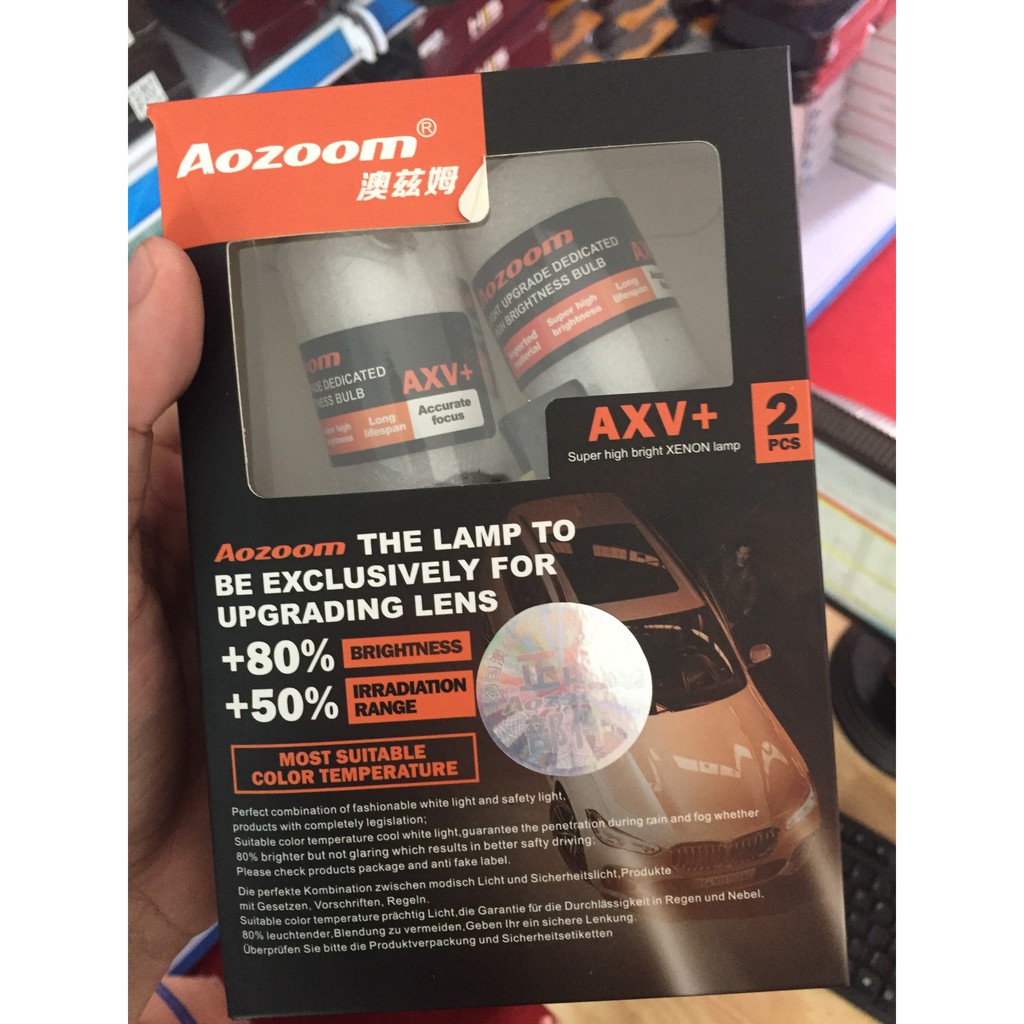 Aozoom®
澳兹姆
Aozoom
UPGRADE DEDICATED
BRIGHTNESS BULB
Super high
brightness
Long
lifespan
DEDICATED
BULB
AXV+
Long
lifespan
Accurate
focus
AXV+
Super high bright XENON lamp
2
PCS
Aozoom THE LAMP TO
BE EXCLUSIVELY FOR
UPGRADING LENS
+80% BRIGHTNESS
+50% IRRADIATION
RANGE
MOST SUITABLE
COLOR TEMPERATURE
Perfect combination of fashionable white light and safety light,
products with completely legislation;
Suitable color temperature cool white light,guarantee the penetration during rain and fog whether
80% brighter but not glaring which results in better safty driving;
Please check products package and anti fake label.
Die perfekte Kombination zwischen modisch Licht und Sicherheitslicht,Produkte
mit Gesetzen, Vorschriften, Regeln.
Suitable color temperature prächtig Licht,die Garantie für die Durchlässigkeit in Regen und Nebel.
80% leuchtender,Blendung zu vermeiden,Geben Ihr ein sichere Lenkung.
Überprüfen Sie bitte die Produktverpackung und Sicherheitsetiketten